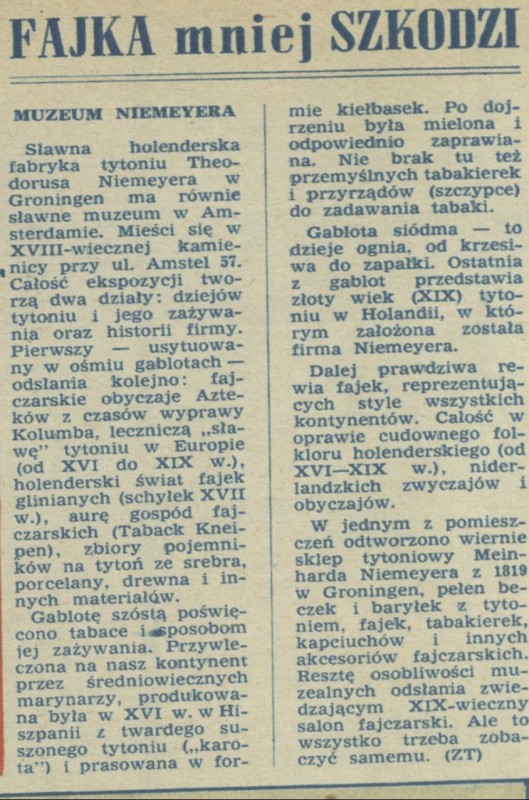 FAJKA mniej SZKODZI
MUZEUM NIEMEYERA
Sławna holenderska
fabryka tytoniu Theo-
dorusa Niemeyera w
Groningen ma równie
sławne muzeum w Am-
sterdamie. Mieści się w
XVIII-wiecznej kamie-
nicy przy ul. Amstel 57.
Całość ekspozycji two-
rzą dwa działy: dziejów
tytoniu i jego zażywa-
nia oraz historii firmy.
Pierwszy — usytuowa-
ny w ośmiu gablotach —
odsłania kolejno: faj-
czarskie obyczaje Azte-
ków z czasów wyprawy
Kolumba, leczniczą „sła-
wę" tytoniu w Europie
(od XVI do XIX w.),
holenderski świat fajek
glinianych (schyłek XVII
w.), aurę gospód faj-
czarskich (Taback Knei-
pen), zbiory pojemni-
ków na tytoń ze srebra,
porcelany, drewna i in-
nych materiałów.
Gablotę szóstą poświę-
cono tabace i sposobom
jej zażywania. Przywle-
czona na nasz kontynent
przez średniowiecznych
marynarzy, produkowa-
na była w XVI w. w Hi-
szpanii z twardego su-
szonego tytoniu („karo-
ta") i prasowana w for-
mie kiełbasek. Po doj-
rzeniu była mielona i
odpowiednio zaprawia-
na. Nie brak tu też
przemyślnych tabakierek
i przyrządów (szczypce)
do zadawania tabaki.
Gablota siódma — to
dzieje ognia, od krzesi-
wa do zapałki. Ostatnia
z gablot przedstawia
złoty wiek (XIX) tyto-
niu w Holandii, w któ-
rym założona została
firma Niemeyera.
Dalej prawdziwa re-
wia fajek, reprezentują-
cych style wszystkich
kontynentów. Całość w
oprawie cudownego fol-
kloru holenderskiego (od
XVI—XIX w.), nider-
landzkich zwyczajów i
obyczajów.
W jednym z pomiesz-
czeń odtworzono wiernie
sklep tytoniowy Mein-
harda Niemeyera z 1819
w Groningen, pełen be-
czek i baryłek z tyto-
niem, fajek, tabakierek,
kapciuchów i innych
akcesoriów fajczarskich.
Resztę osobliwości mu-
zealnych odsłania zwie-
dzającym XIX-wieczny
salon fajczarski. Ale to
wszystko trzeba zoba-
czyć samemu. (ZT)